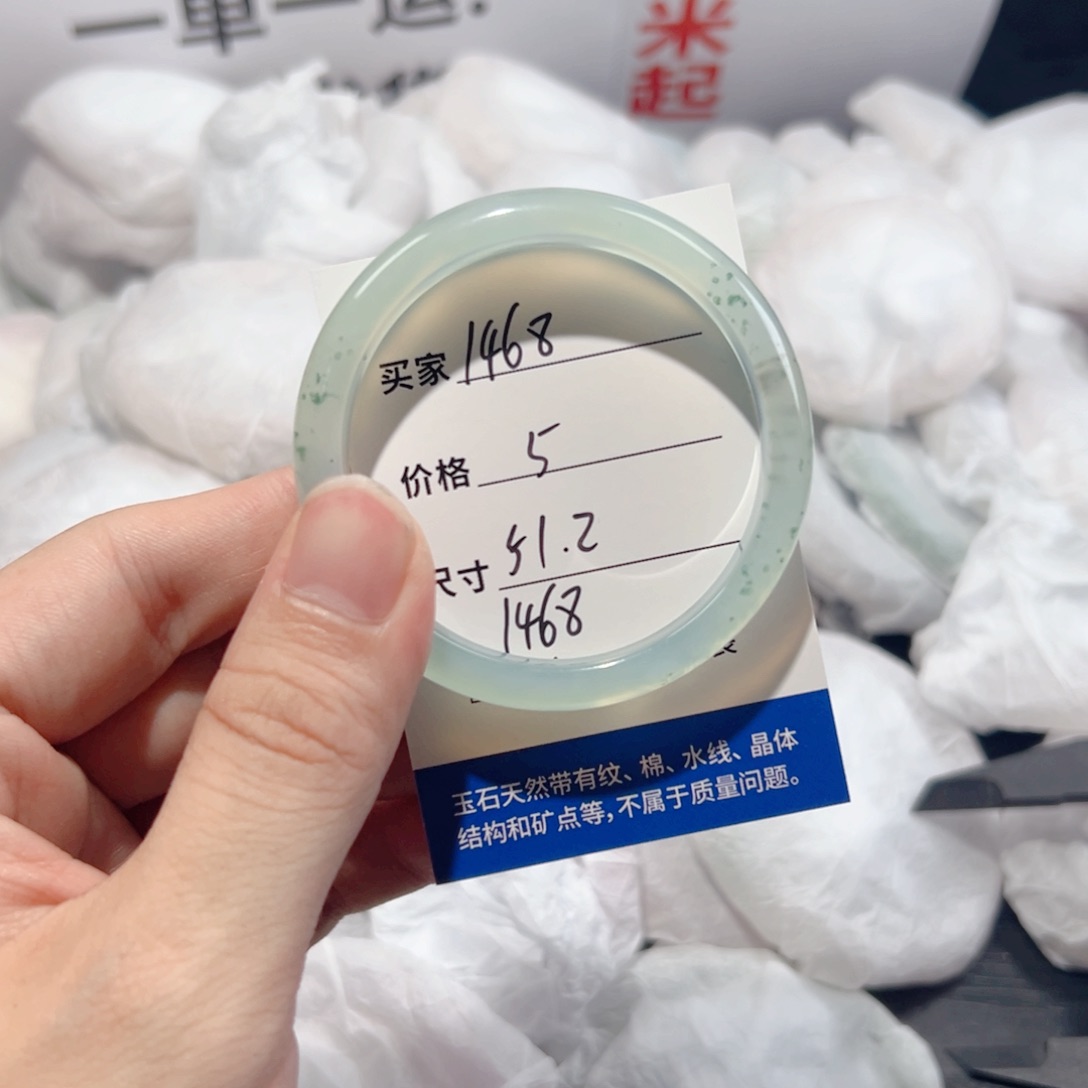 一单一运.
米
起
买家 1468
价格 5
尺寸 51.2
1468
玉石天然带有纹、棉、水线、晶体
结构和矿点等，不属于质量问题。